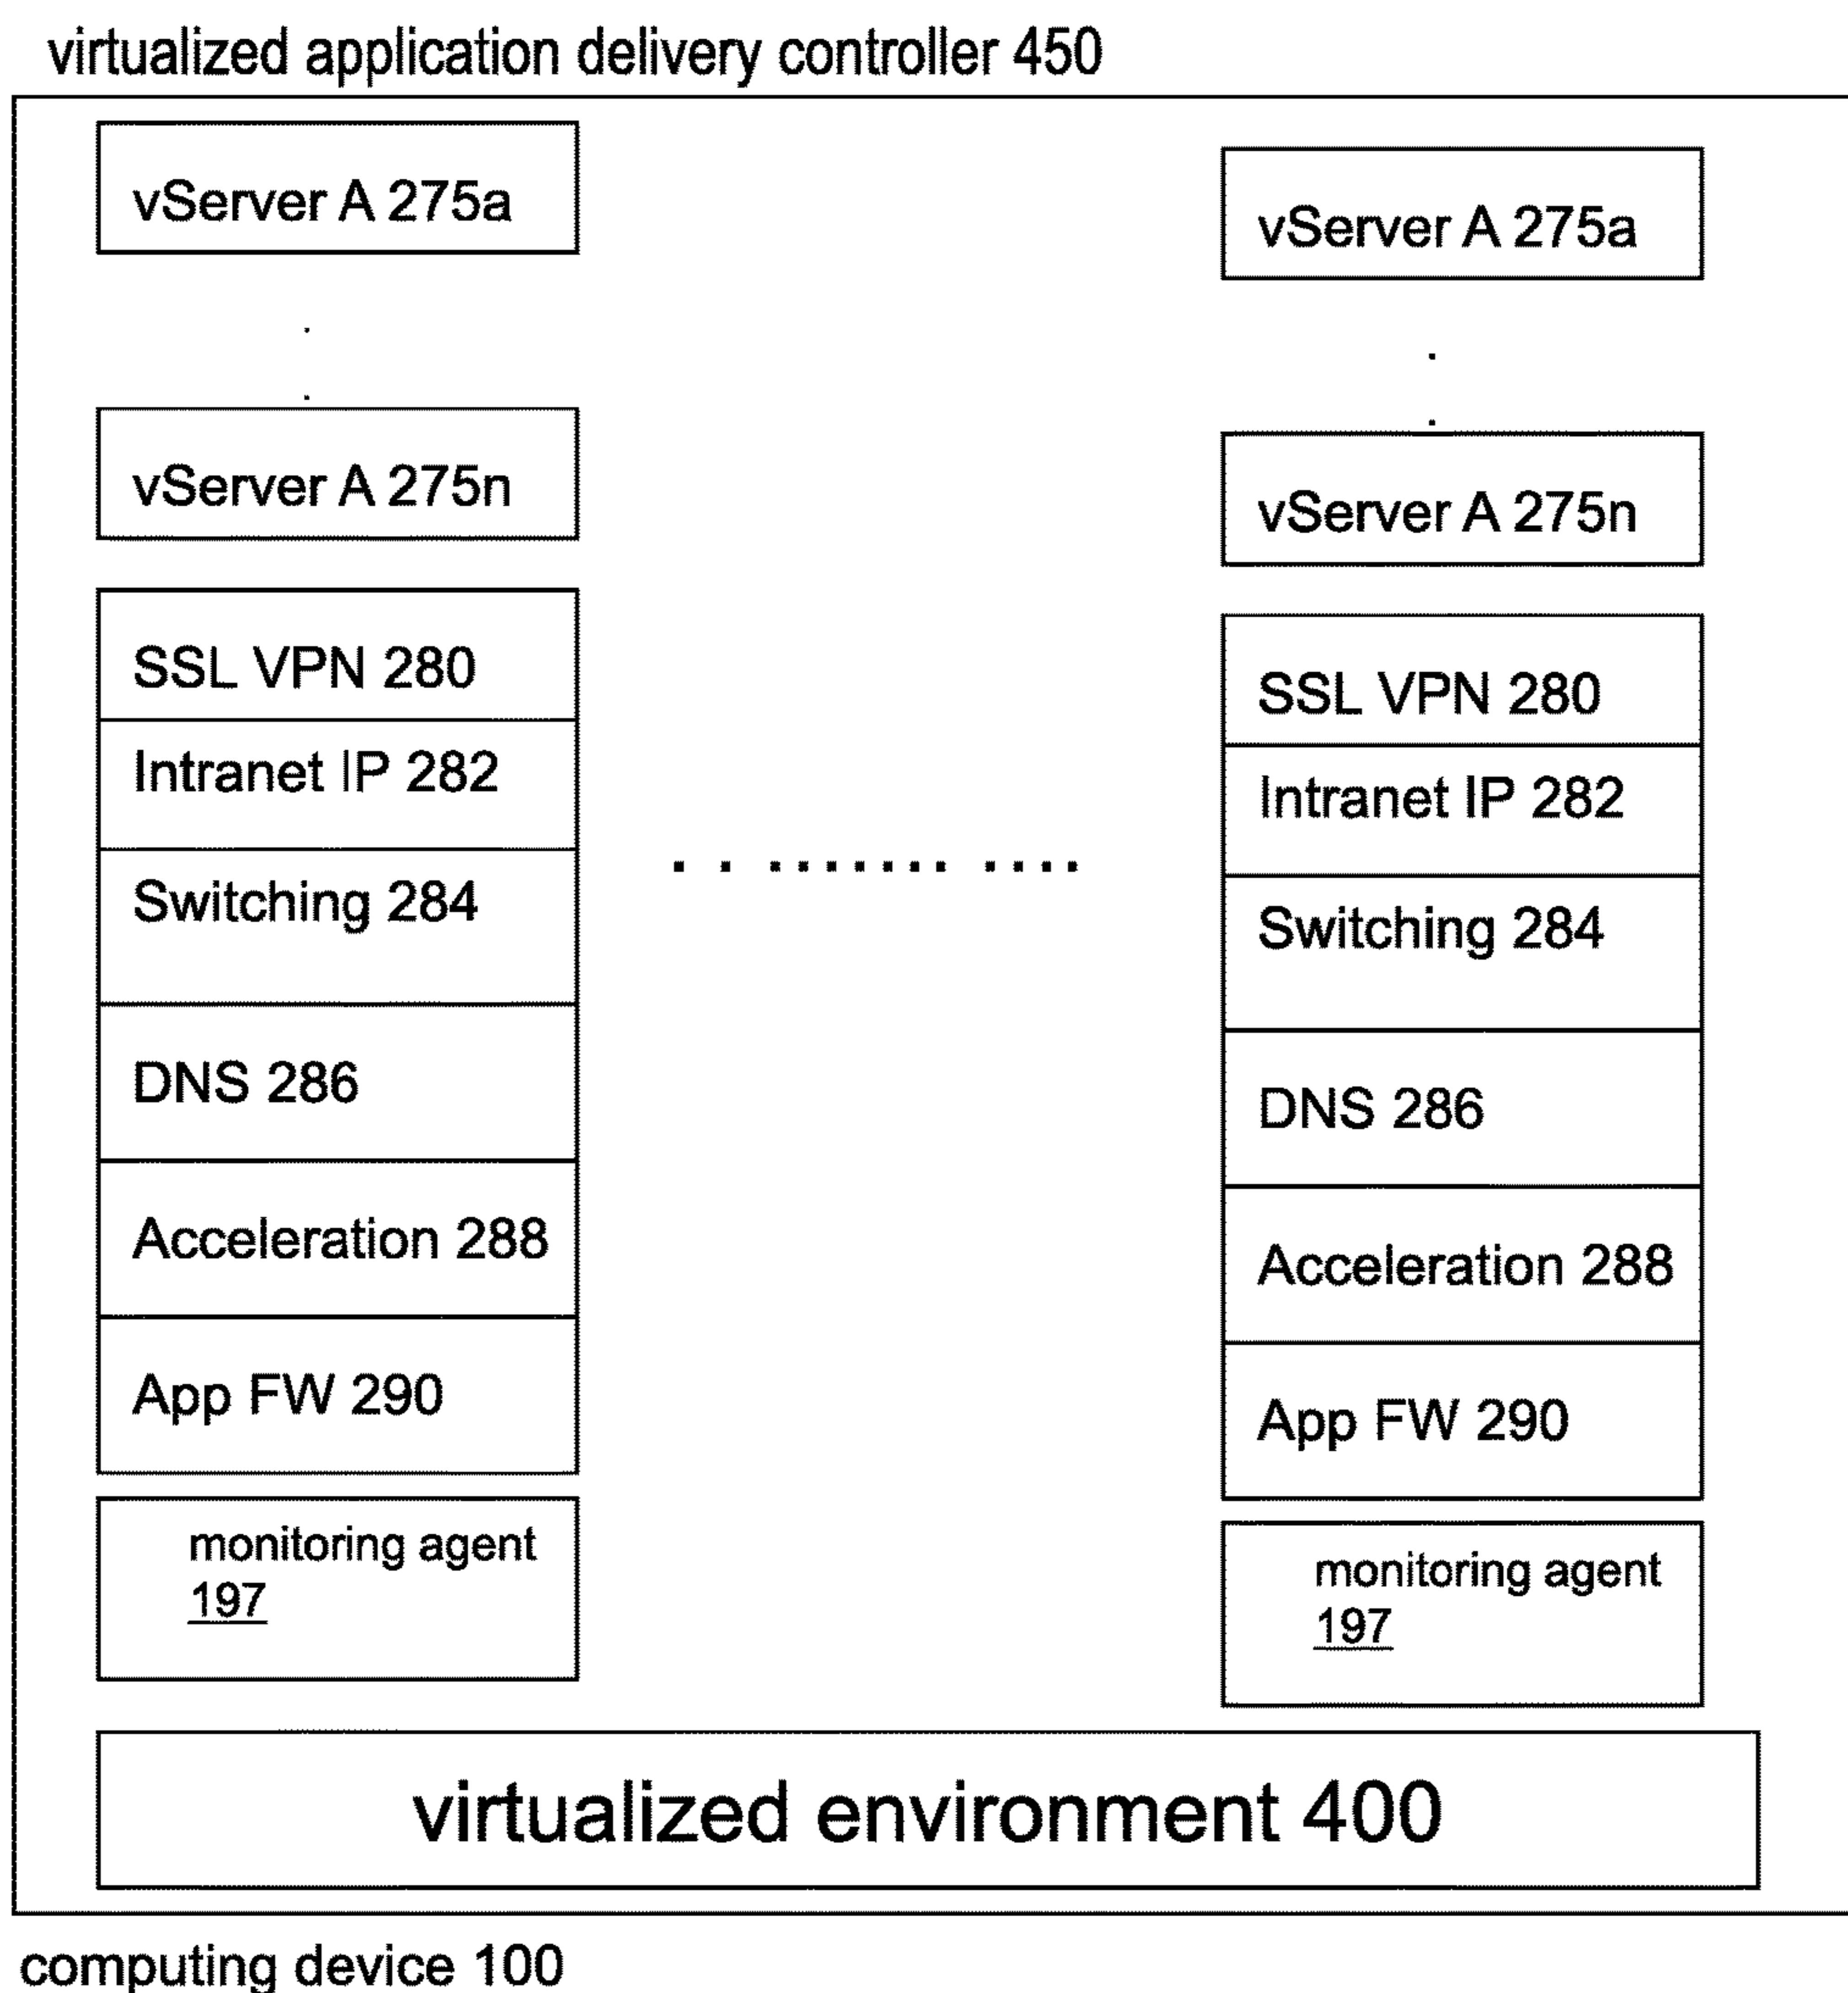 virtualized application delivery controller 450
vServer A 275a
vServer A 275n
SSL VPN 280
Intranet IP 282
Switching 284
DNS 286
Acceleration 288
App FW 290
monitoring agent
197
vServer A 275a
vServer A 275n
SSL VPN 280
Intranet IP 282
Switching 284
DNS 286
Acceleration 288
App FW 290
monitoring agent
197
virtualized environment 400
computing device 100